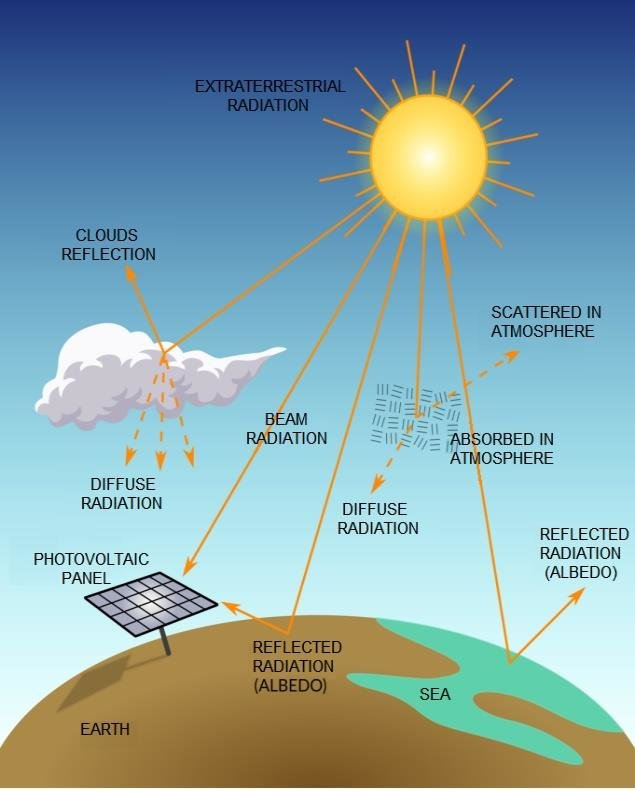 EXTRATERRESTRIAL
RADIATION
CLOUDS
REFLECTION
SCATTERED IN
ATMOSPHERE
BEAM
RADIATION
ABSORBED IN
ATMOSPHERE
DIFFUSE
RADIATION
DIFFUSE
RADIATION
REFLECTED
RADIATION
(ALBEDO)
PHOTOVOLTAIC
PANEL
REFLECTED
RADIATION
(ALBEDO)
SEA
EARTH